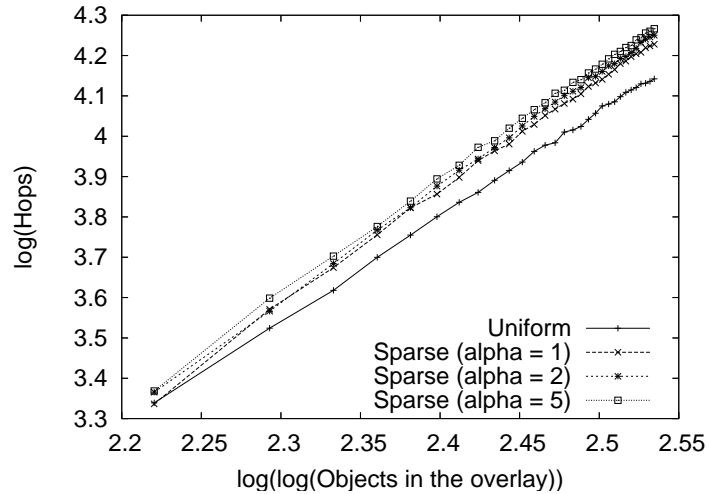 4.3
4.2
4.1
4
3.9
3.8
3.7
3.6
3.5
3.4
3.3
log(Hops)
Uniform
Sparse (alpha = 1)
Sparse (alpha = 2)
Sparse (alpha = 5)
2.2 2.25 2.3 2.35 2.4 2.45 2.5 2.55
log(log(Objects in the overlay))